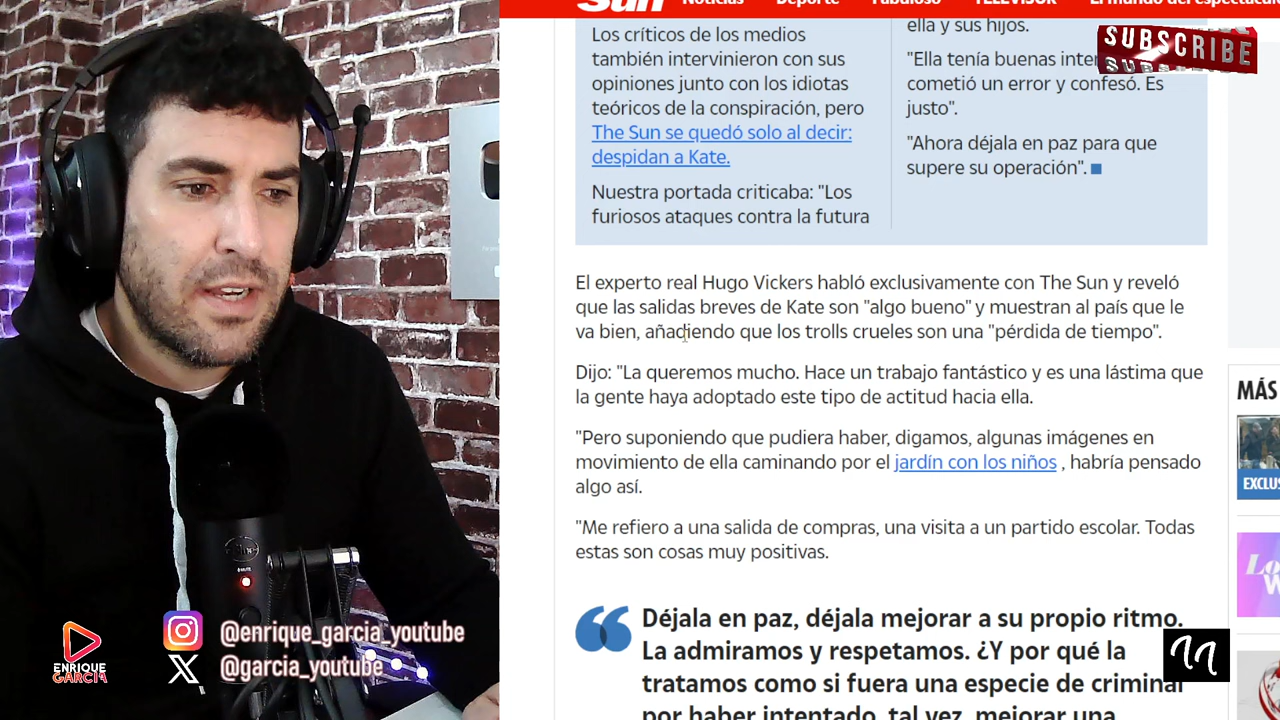 Sun
Noticias Deporte Fabuloso TELEVISOR El mundo del espectáculo
SUBSCRIBE
Los críticos de los medios
también intervinieron con sus
opiniones junto con los idiotas
teóricos de la conspiración, pero
The Sun se quedó solo al decir:
despidan a Kate.
Nuestra portada criticaba: "Los
furiosos ataques contra la futura
ella y sus hijos.
"Ella tenía buenas inten
cometió un error y confesó. Es
justo".
"Ahora déjala en paz para que
supere su operación".
El experto real Hugo Vickers habló exclusivamente con The Sun y reveló
que las salidas breves de Kate son "algo bueno" y muestran al país que le
va bien, añadiendo que los trolls crueles son una "pérdida de tiempo".
Dijo: "La queremos mucho. Hace un trabajo fantástico y es una lástima que
la gente haya adoptado este tipo de actitud hacia ella.
"Pero suponiendo que pudiera haber, digamos, algunas imágenes en
movimiento de ella caminando por el jardín con los niños , habría pensado
algo así.
"Me refiero a una salida de compras, una visita a un partido escolar. Todas
estas son cosas muy positivas.
Déjala en paz, déjala mejorar a su propio ritmo.
La admiramos y respetamos. ¿Y por qué la
tratamos como si fuera una especie de criminal
por haber intentado, tal vez, mejorar una
MÁS
EXCLUS
ENRIQUE
GARCIA
@enrique_garcia_youtube
@garcia_youtube